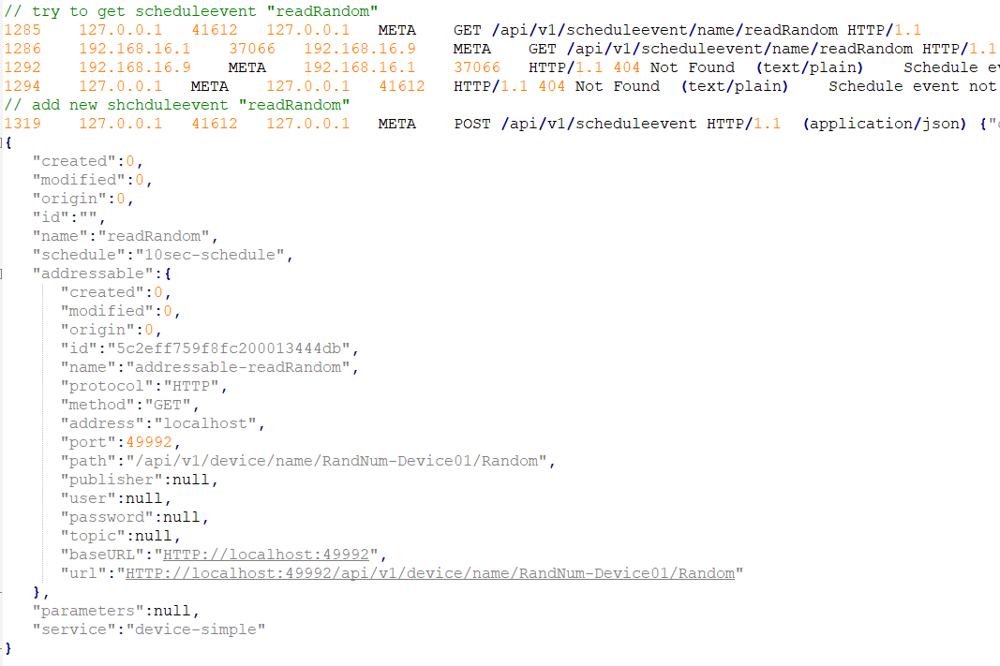 // try to get scheduleevent "readRandom"
1285 127.0.0.1 41612 127.0.0.1 META GET /api/v1/scheduleevent/name/readRandom HTTP/1.1
1286 192.168.16.1 37066 192.168.16.9 META GET /api/v1/scheduleevent/name/readRandom HTTP/1.1
1292 192.168.16.9 META 192.168.16.1 37066 HTTP/1.1 404 Not Found (text/plain) Schedule ev
1294 127.0.0.1 META 127.0.0.1 41612 HTTP/1.1 404 Not Found (text/plain) Schedule event not
// add new shchduleevent "readRandom"
1319 127.0.0.1 41612 127.0.0.1 META POST /api/v1/scheduleevent HTTP/1.1 (application/json) {"
{
"created":0,
"modified":0,
"origin":0,
"id":"",
"name":"readRandom",
"schedule":"10sec-schedule",
"addressable":{
"created":0,
"modified":0,
"origin":0,
"id":"5c2eff759f8fc200013444db",
"name":"addressable-readRandom",
"protocol":"HTTP",
"method":"GET",
"address":"localhost",
"port":49992,
"path":"/api/v1/device/name/RandNum-Device01/Random",
"publisher":null,
"user":null,
"password":null,
"topic":null,
"baseURL":"HTTP://localhost:49992",
"url":"HTTP://localhost:49992/api/v1/device/name/RandNum-Device01/Random"
},
"parameters":null,
"service":"device-simple"
}